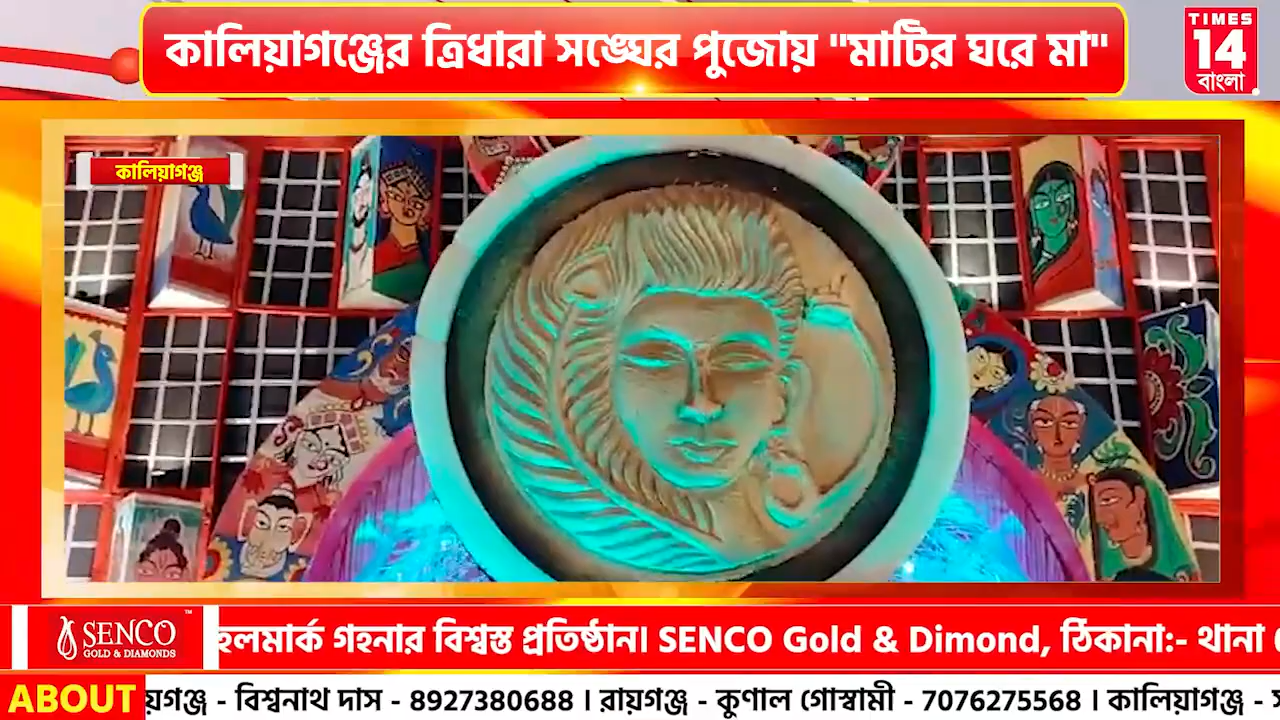 কালিয়াগঞ্জের ত্রিধারা সঙ্ঘের পুজোয় "মাটির ঘরে মা"
TIMES
14
বাংলা
কালিয়াগঞ্জ
SENCO
GOLD & DIAMONDS
হলমার্ক গহনার বিশ্বস্ত প্রতিষ্ঠান। SENCO Gold & Dimond, ঠিকানা:- থানা
ABOUT
য়গঞ্জ - বিশ্বনাথ দাস - 8927380688 । রায়গঞ্জ - কুণাল গোস্বামী - 7076275568 । কালিয়াগঞ্জ -